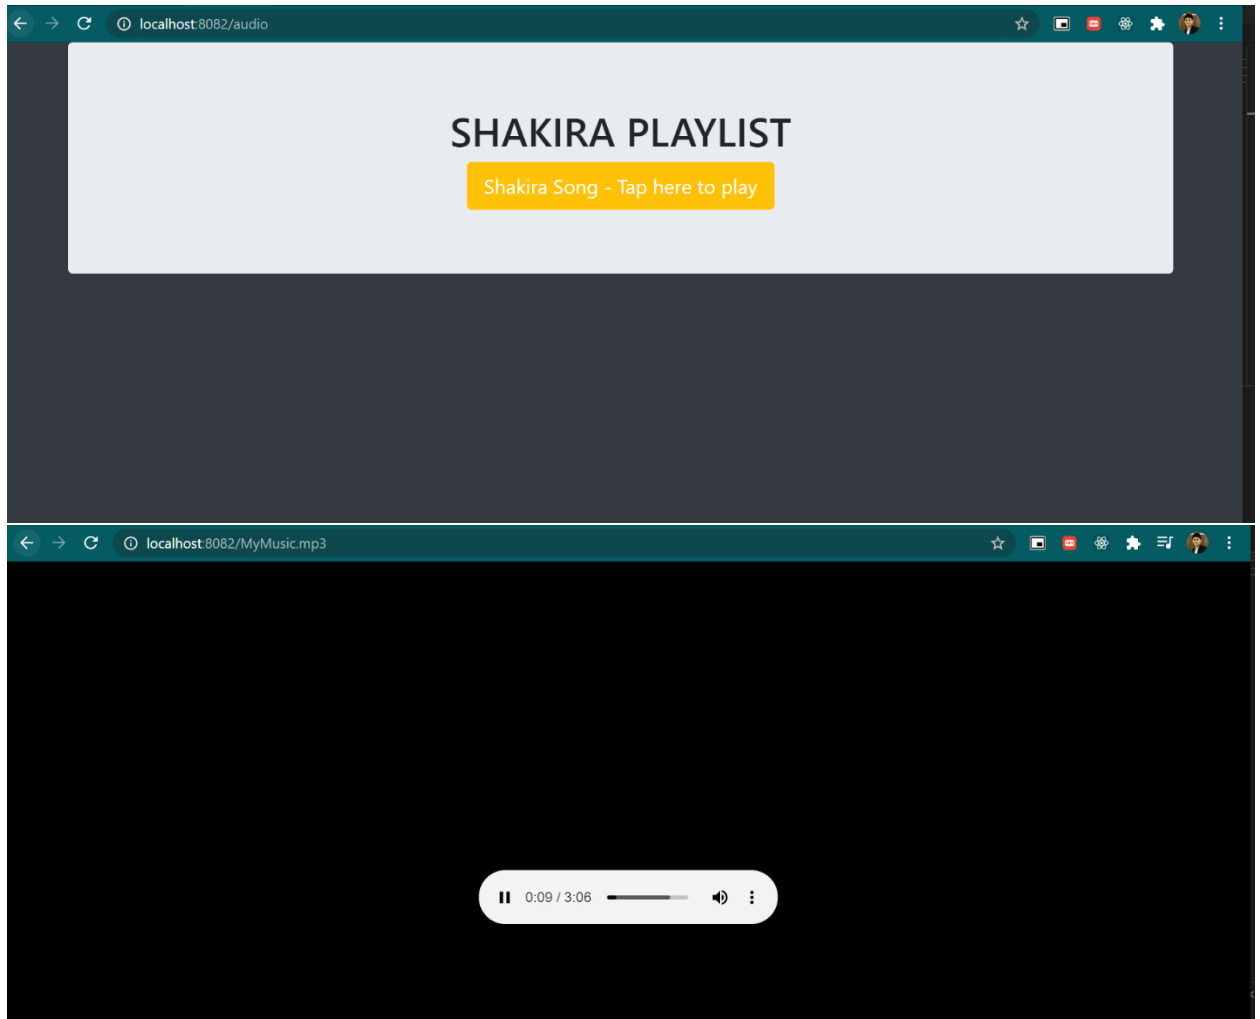 localhost:8082/audio
SHAKIRA PLAYLIST
Shakira Song - Tap here to play
localhost:8082/MyMusic.mp3
0:09 / 3:06